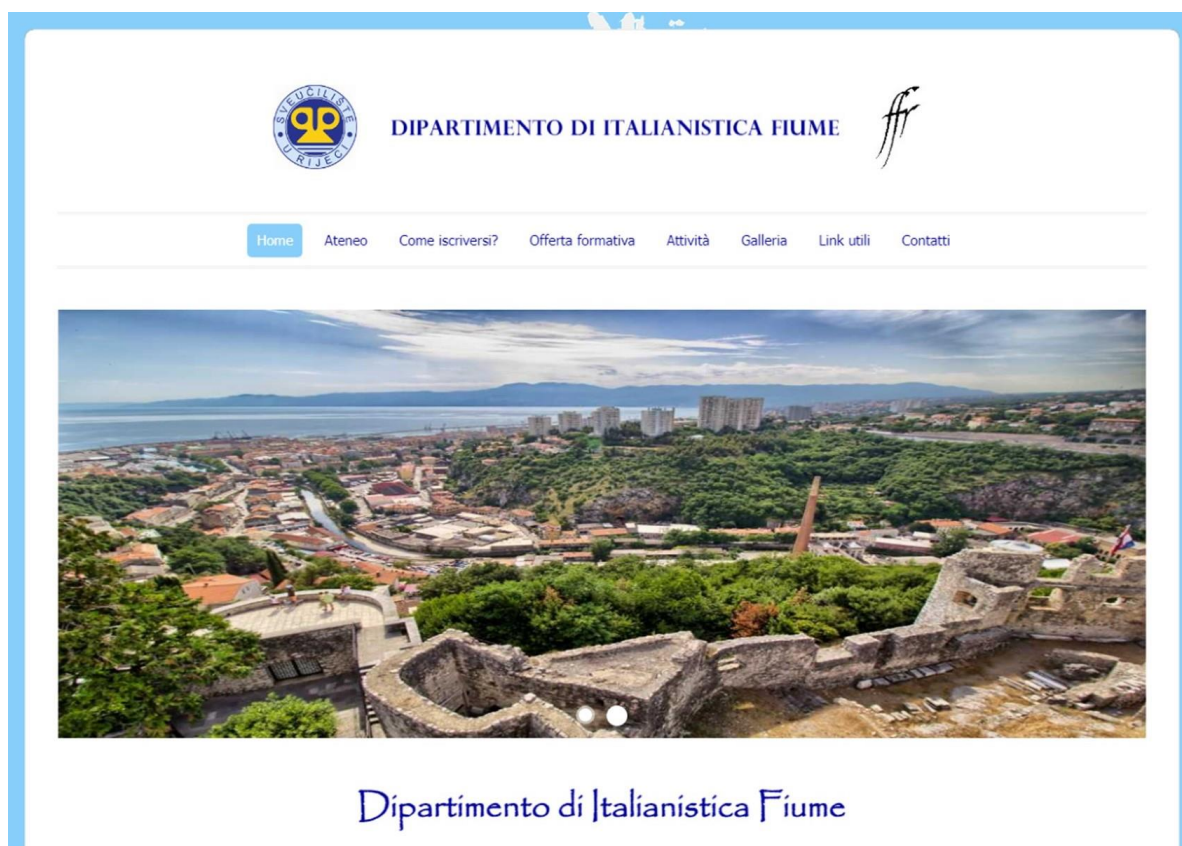 SVEUČILIŠTE U RIJECI
DIPARTIMENTO DI ITALIANISTICA FIUME
ffr
Home Ateneo Come iscriversi? Offerta formativa Attività Galleria Link utili Contatti
Dipartimento di Italianistica Fiume